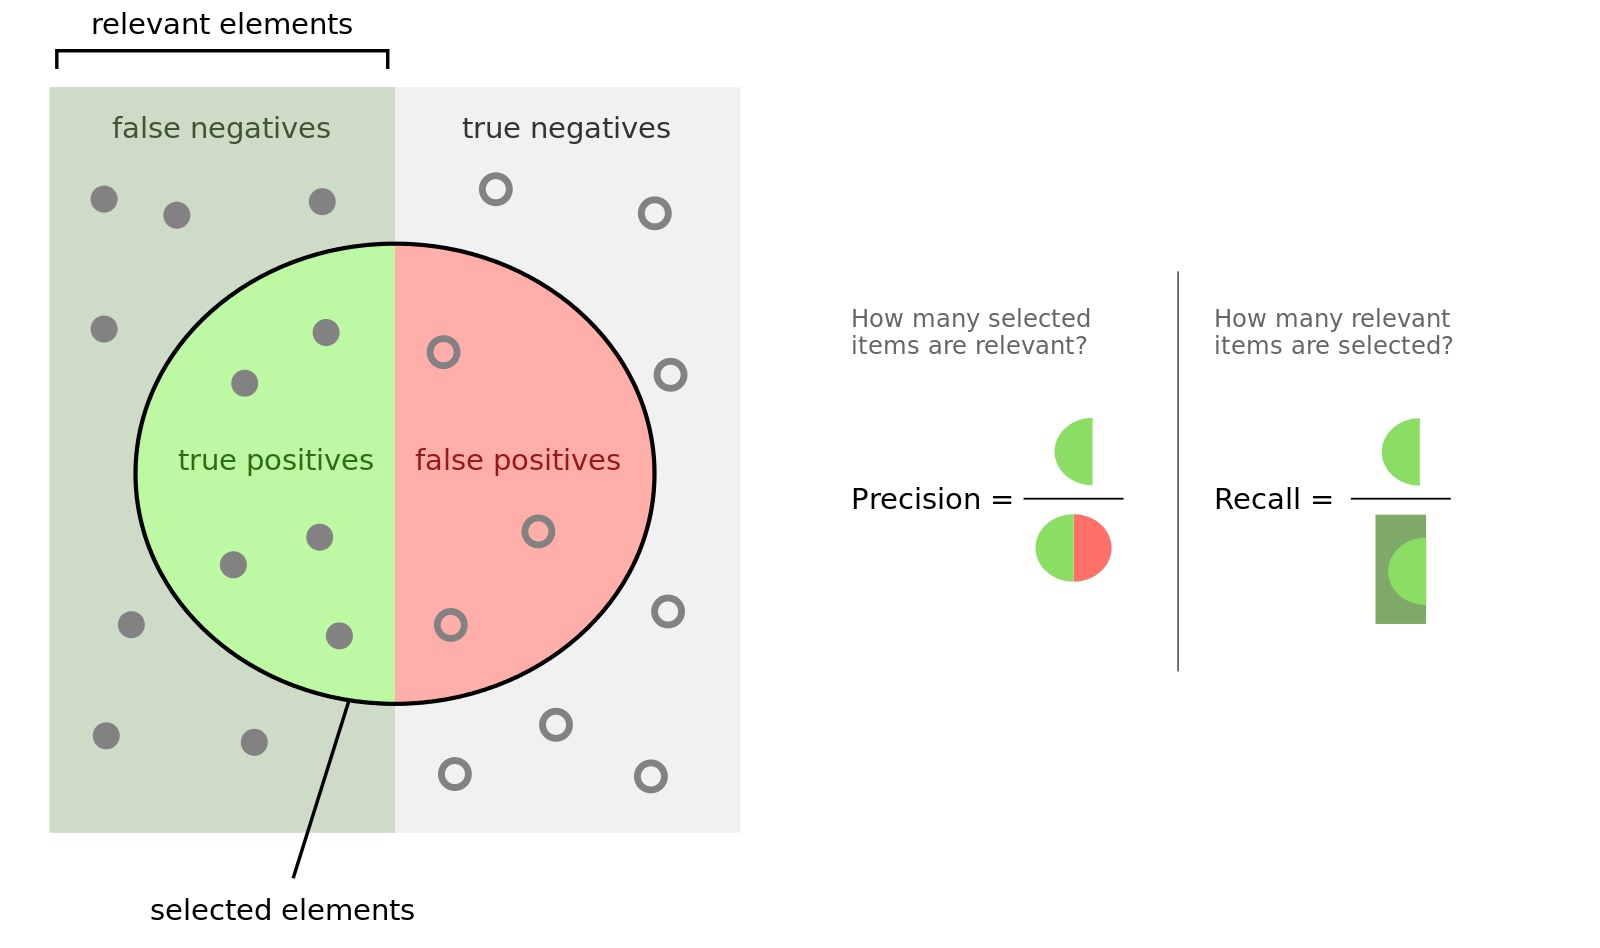 relevant elements
false negatives
true negatives
true positives
false positives
selected elements
How many selected
items are relevant?
Precision =
How many relevant
items are selected?
Recall =